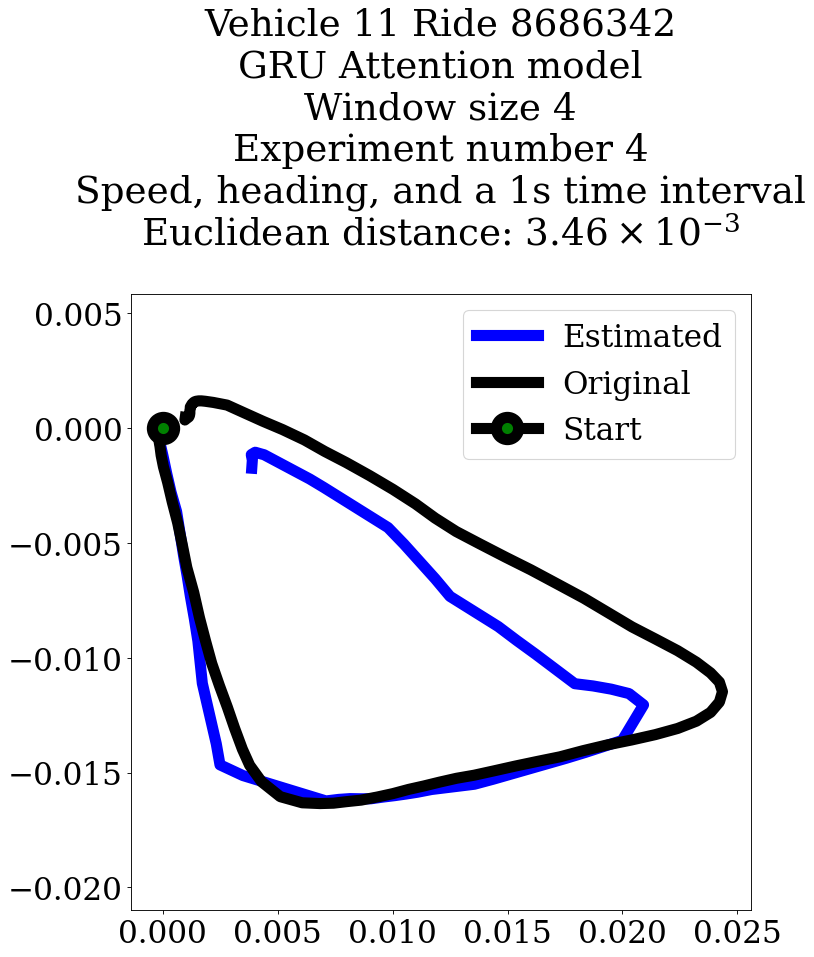 Vehicle 11 Ride 8686342
GRU Attention model
Window size 4
Experiment number 4
Speed, heading, and a 1s time interval
Euclidean distance: 3.46 × 10⁻³
Estimated
Original
Start
0.005
0.000
−0.005
−0.010
−0.015
−0.020
0.000 0.005 0.010 0.015 0.020 0.025